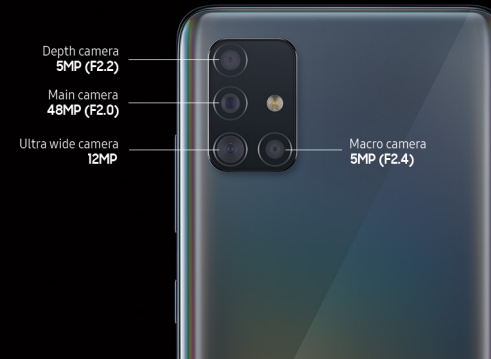 Depth camera
5MP (F2.2)
Main camera
48MP (F2.0)
Ultra wide camera
12MP
Macro camera
5MP (F2.4)